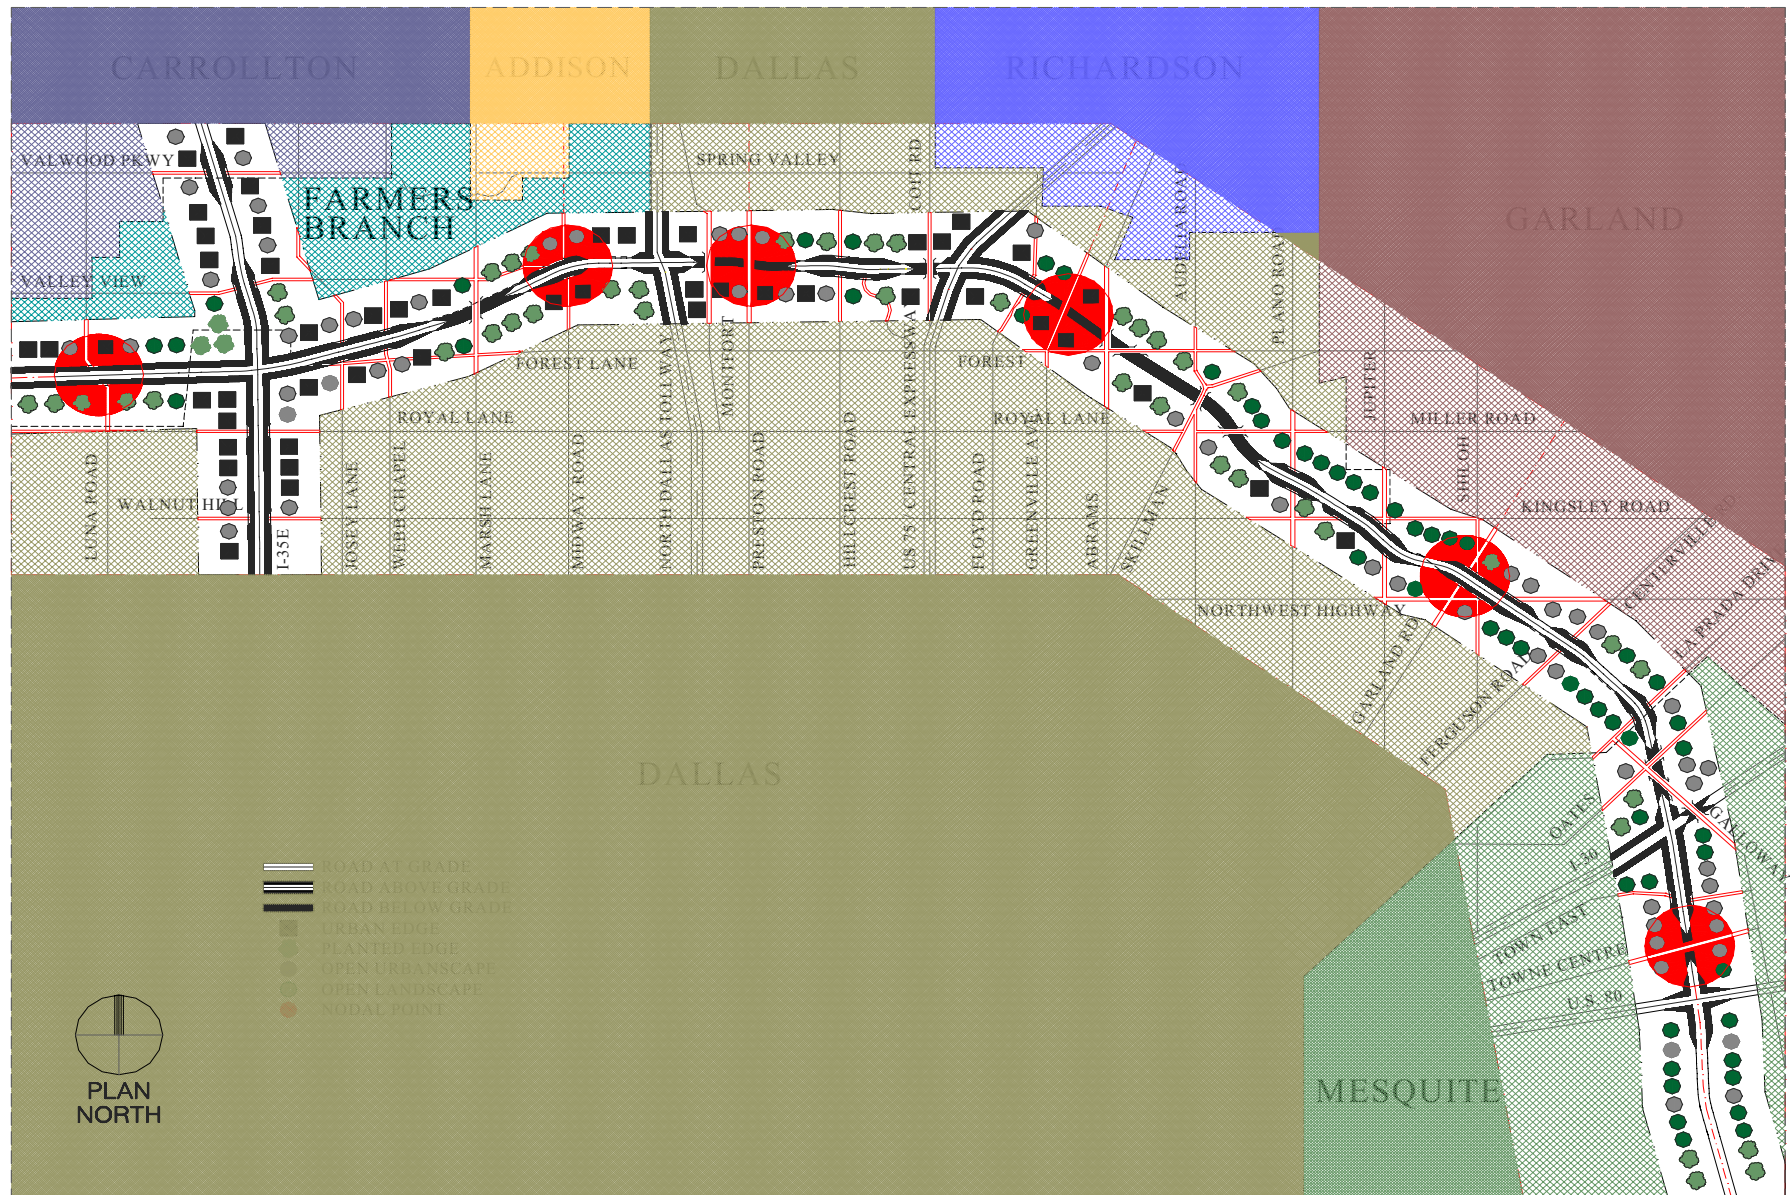 CARROLLTON
ADDISON
DALLAS
RICHARDSON
GARLAND
VALWOOD PKWY
FARMERS
BRANCH
VALLEY VIEW
SPRING VALLEY
COIT RD
AUDELIA ROAD
PLANO ROAD
FOREST LANE
FOREST
ROYAL LANE
ROYAL LANE
MILLER ROAD
JUPITER
SHILOH
KINGSLEY ROAD
CENTERVILLE RD
LA PRADA DRIVE
WALNUT HILL
LUNA ROAD
I-35E
JOSEY LANE
WEBB CHAPEL
MARSH LANE
MIDWAY ROAD
NORTH DALLAS TOLLWAY
MONTFORT
PRESTON ROAD
HILLCREST ROAD
US 75 / CENTRAL EXPRESSWAY
FLOYD ROAD
GREENVILLE AVE
ABRAMS
SKILLMAN
NORTHWEST HIGHWAY
GARLAND RD
FERGUSON ROAD
DALLAS
OATES
I-30
GALLOWAY
TOWN EAST
TOWNE CENTRE
U.S. 80
MESQUITE
ROAD AT GRADE
ROAD ABOVE GRADE
ROAD BELOW GRADE
URBAN EDGE
PLANTED EDGE
OPEN URBANSCAPE
OPEN LANDSCAPE
NODAL POINT
PLAN
NORTH